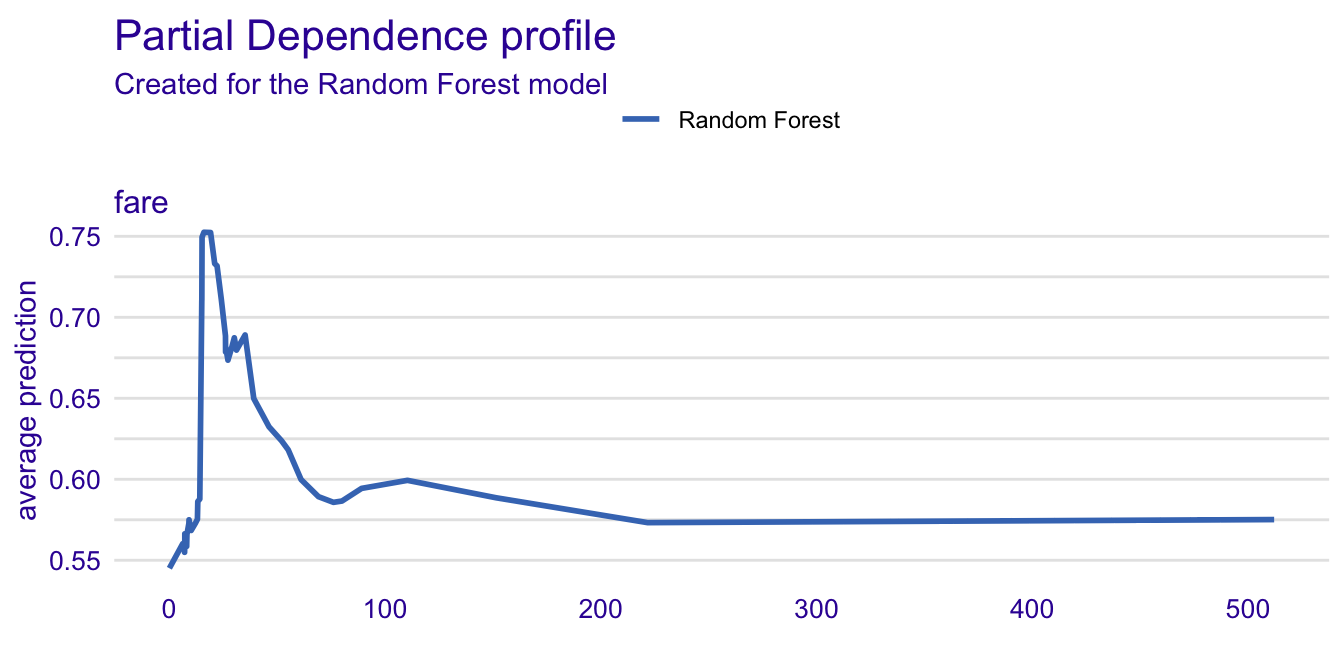 Partial Dependence profile
Created for the Random Forest model
Random Forest
fare
average prediction
0.75
0.70
0.65
0.60
0.55
0 100 200 300 400 500